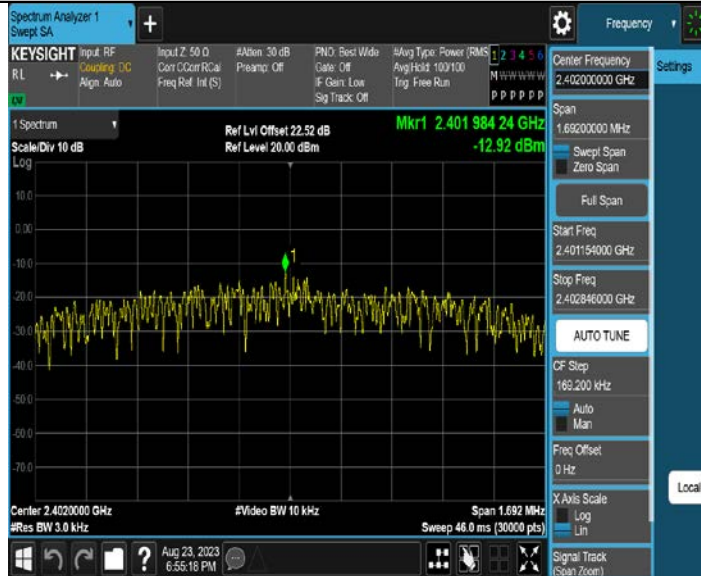 Spectrum Analyzer 1
Swept SA
+
Frequency
KEYSIGHT
RL
Input: RF
Coupling: DC
Align: Auto
Input Z: 50 Ω
Corr CCorr RCal
Freq Ref: Int (S)
#Atten: 30 dB
Preamp: Off
PNO: Best Wide
Gate: Off
IF Gain: Low
Sig Track: Off
#Avg Type: Power (RMS
Avg|Hold: 100/100
Trig: Free Run
1 2 3 4 5 6
M W W W W W
P P P P P P
LV
1 Spectrum
Scale/Div 10 dB
Log
Ref Lvl Offset 22.52 dB
Ref Level 20.00 dBm
Mkr1 2.401 984 24 GHz
-12.92 dBm
1
10.0
0.00
-10.0
-20.0
-30.0
-40.0
-50.0
-60.0
-70.0
Center 2.4020000 GHz
#Res BW 3.0 kHz
#Video BW 10 kHz
Span 1.692 MHz
Sweep 46.0 ms (30000 pts)
?
Aug 23, 2023
6:55:18 PM
Center Frequency
2.402000000 GHz
Span
1.69200000 MHz
Swept Span
Zero Span
Full Span
Start Freq
2.401154000 GHz
Stop Freq
2.402846000 GHz
AUTO TUNE
CF Step
169.200 kHz
Auto
Man
Freq Offset
0 Hz
X Axis Scale
Log
Lin
Signal Track
(Span Zoom)
Settings
Local